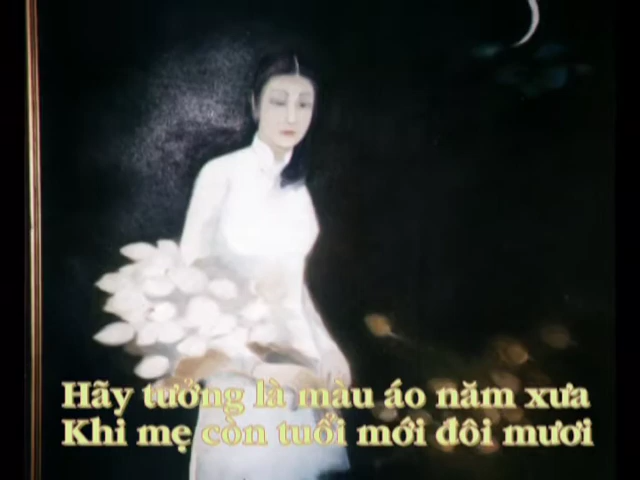 Hãy tưởng là màu áo năm xưa
Khi mẹ còn tuổi mới đôi mươi